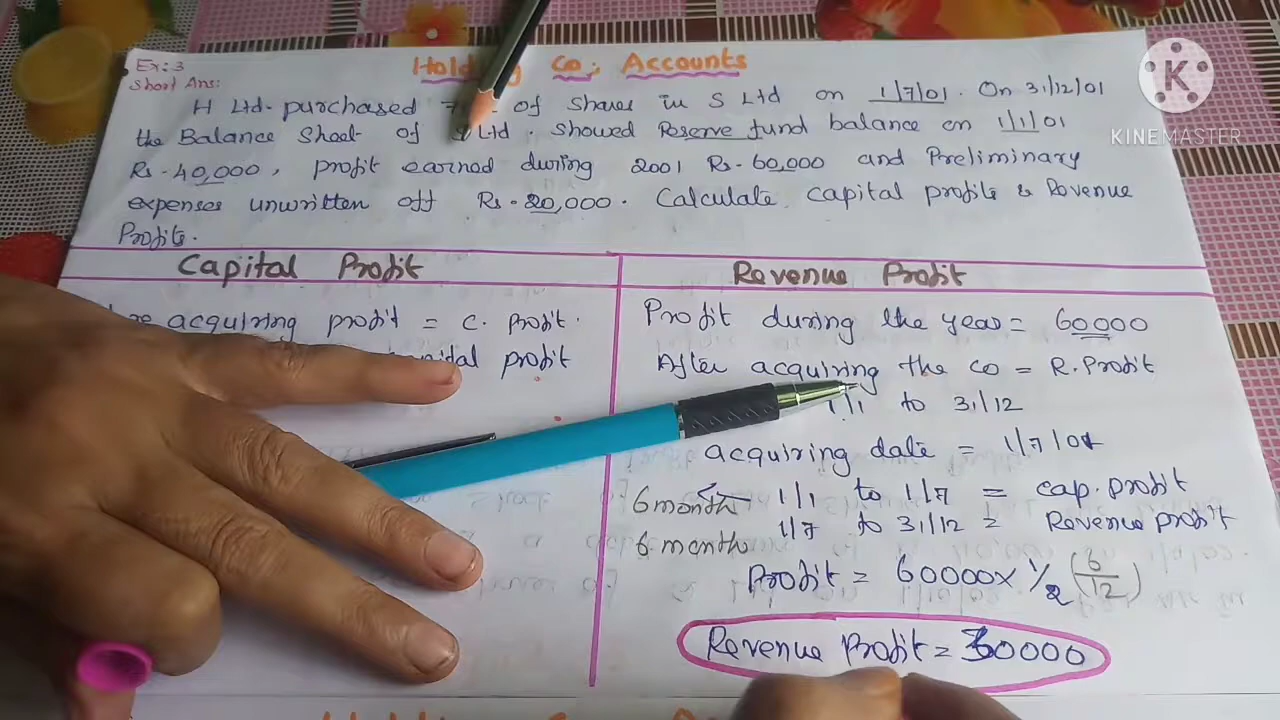 Ex: 3
Short Ans:
Holding Co; Accounts
H Ltd. purchased of shares in S Ltd on 1/7/01. On 31/12/01
the Balance Sheet of S Ltd. showed Reserve fund balance on 1/1/01
Rs-40,000, profit earned during 2001 Rs-60,000 and Preliminary
expenses unwritten off Rs-20,000. Calculate capital profits & Revenue
Profits.
Capital Profit
acquiring profit = C. Profit.
profit
Revenue Profit
Profit during the year = 60000
After acquiring the co = R. Profit
1/1 to 31/12
acquiring date = 1/7/01
6 months 1/1 to 1/7 = cap. profit
6 months 1/7 to 31/12 = Revenue profit
Profit = 60000 x 1/2 (6/12)
Revenue Profit = 30000
K
KINEMASTER